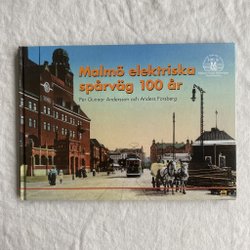 Malmö elektriska
spårväg 100 år
Per Gunnar Andersson och Anders Forsberg
M